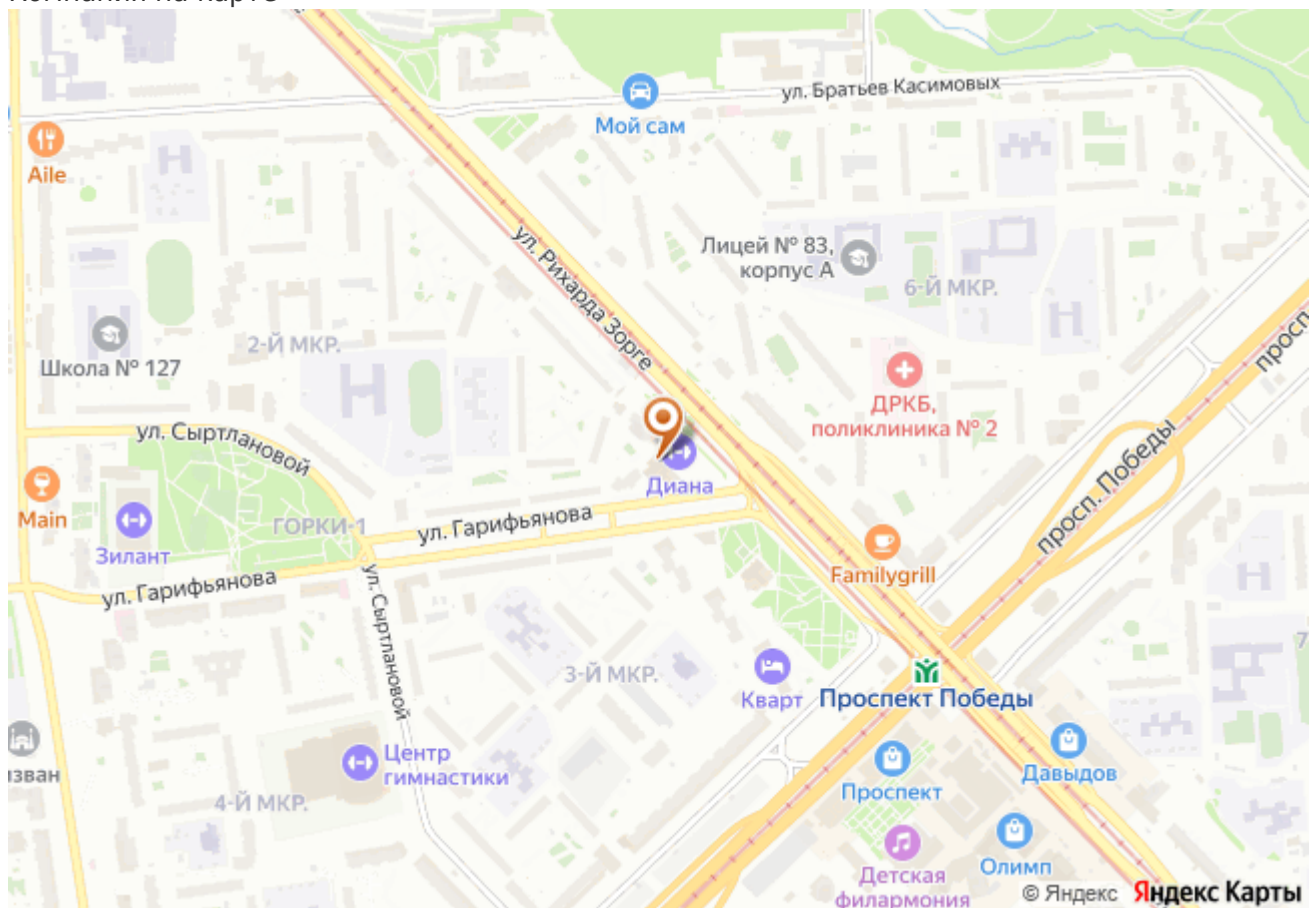 ул. Братьев Касимовых
Мой сам
Aile
ул. Рихарда Зорге
Лицей № 83,
корпус А
6-Й МКР.
Школа № 127
2-Й МКР.
ДРКБ,
поликлиника № 2
ул. Сыртлановой
Диана
просп. Победы
Main
Зилант
ГОРКИ-1
ул. Гарифьянова
Familygrill
ул. Гарифьянова
ул. Сыртлановой
3-Й МКР.
Кварт
Проспект Победы
Центр
гимнастики
Проспект
Давыдов
4-Й МКР.
Олимп
Детская
филармония
© Яндекс Яндекс Карты